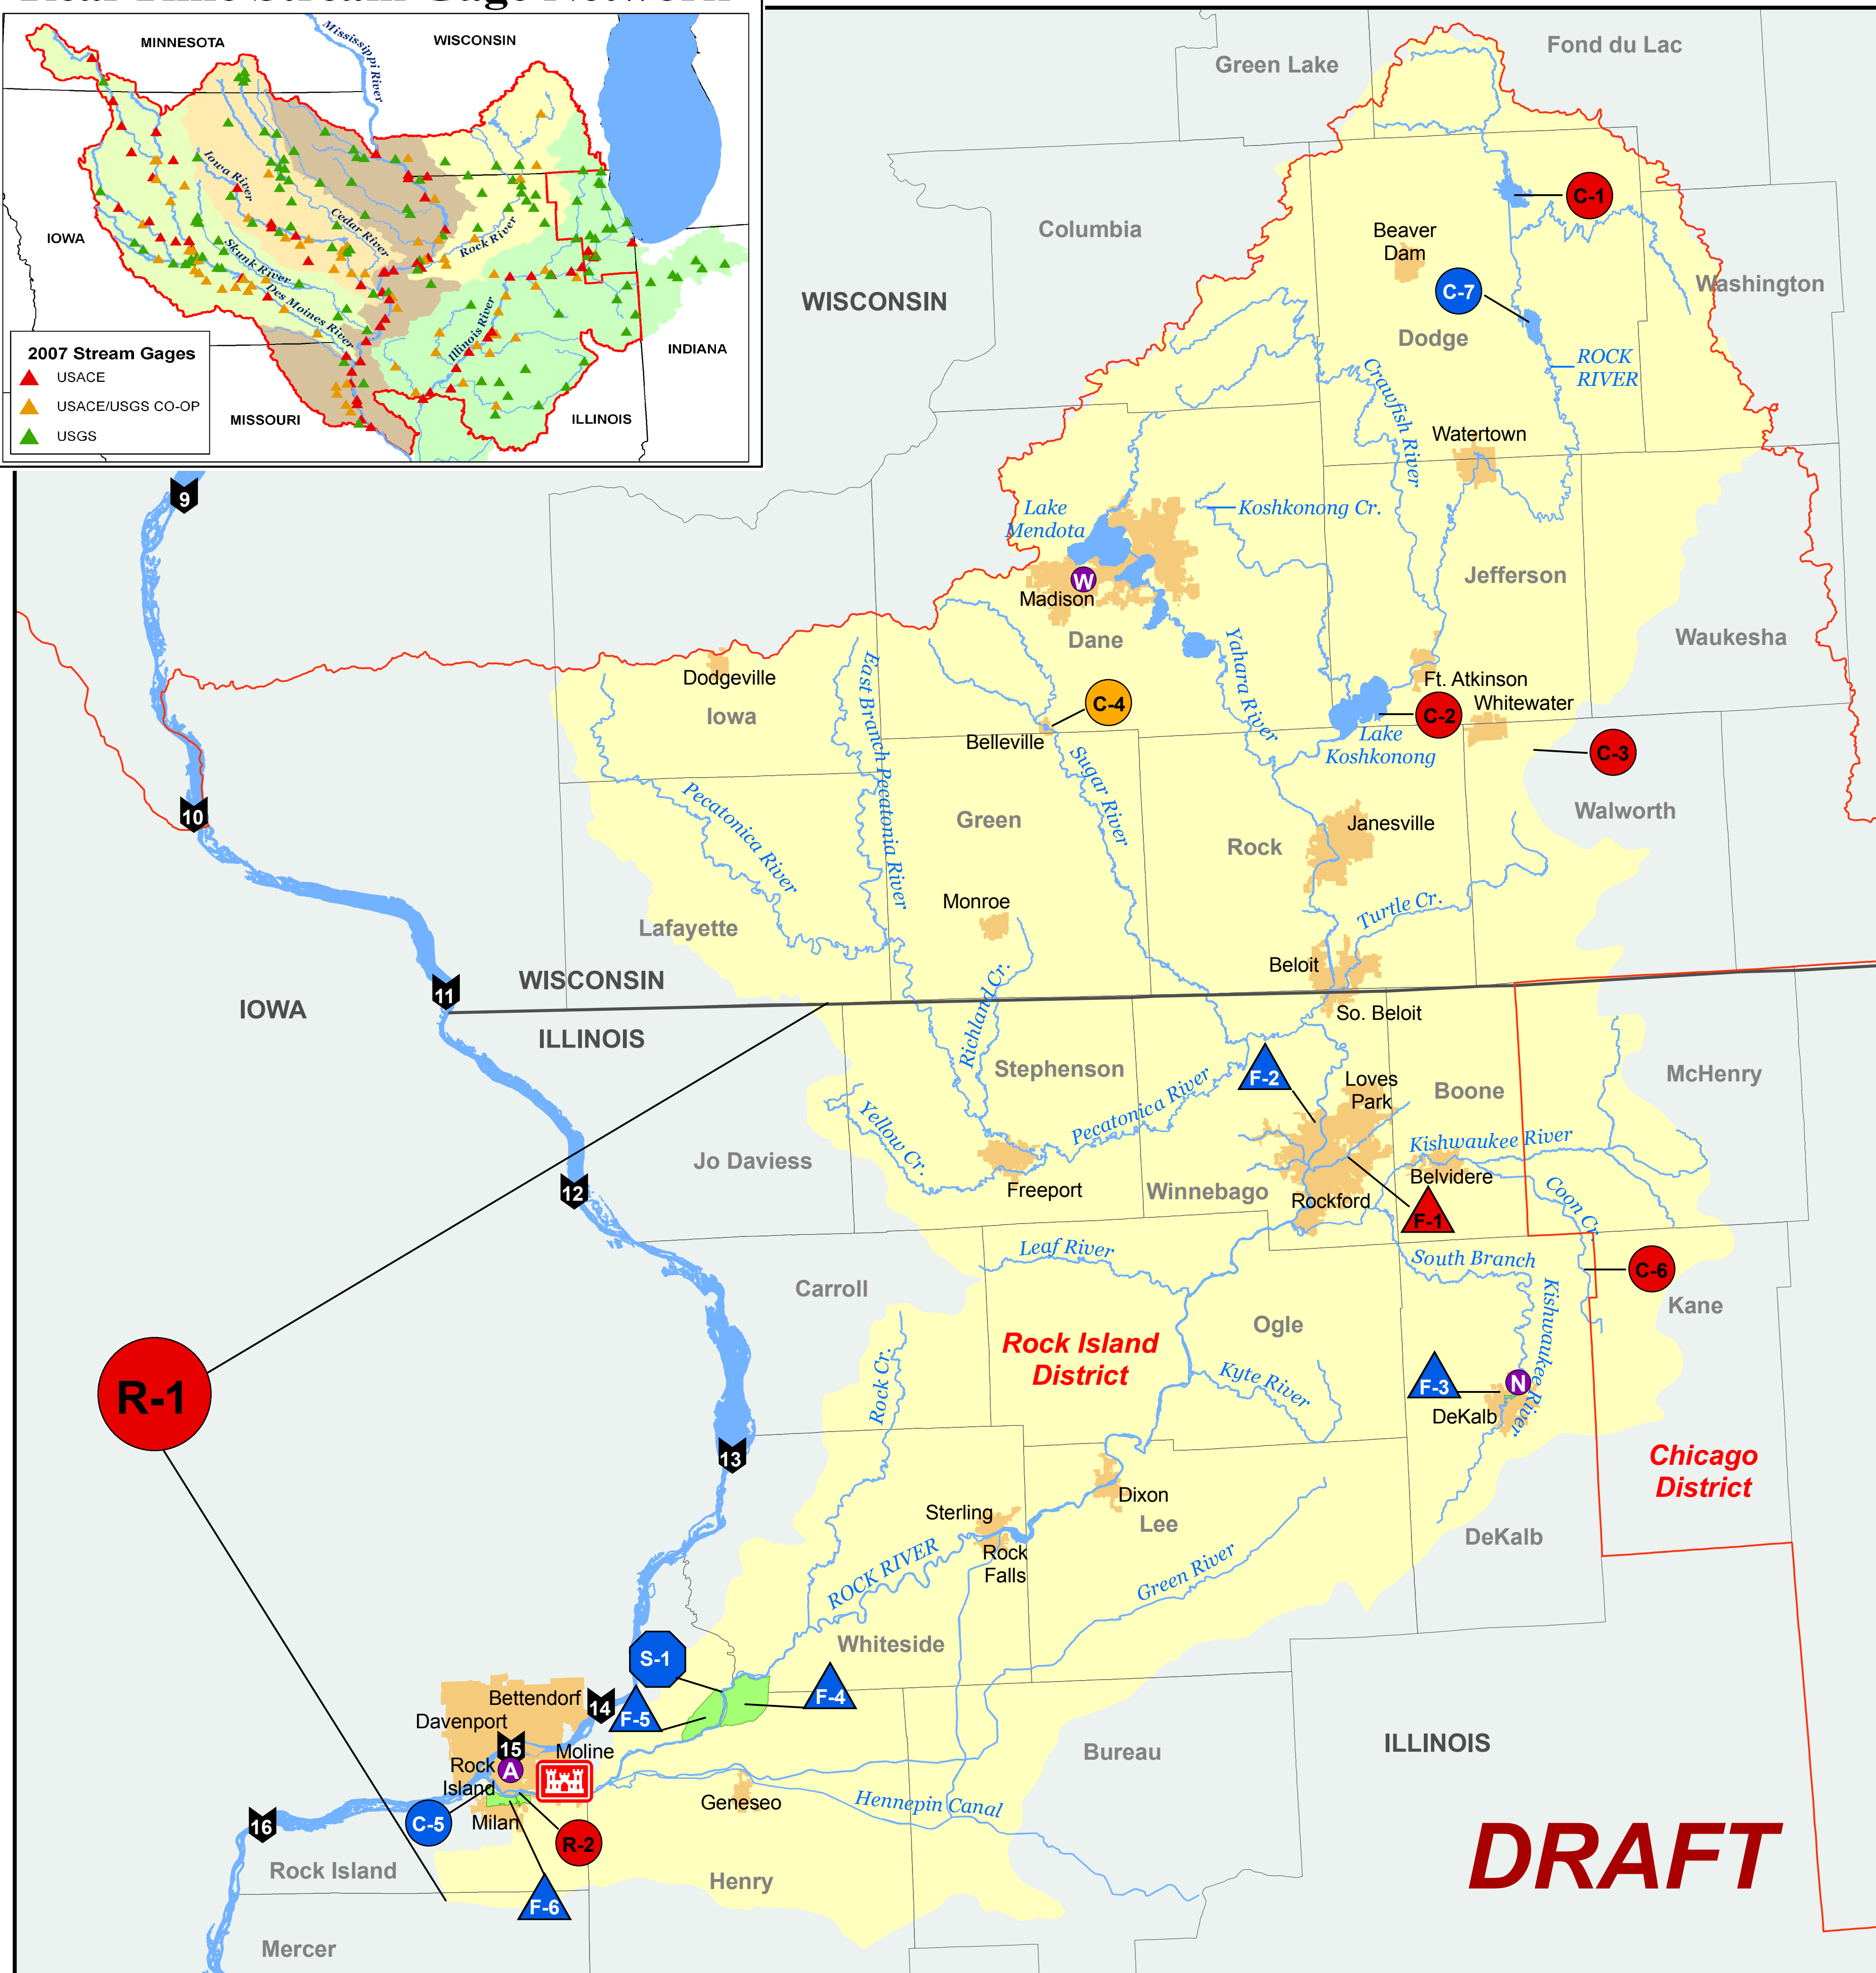 MINNESOTA
WISCONSIN
Mississippi River
IOWA
Iowa River
Cedar River
Rock River
Skunk River
Des Moines River
Illinois River
INDIANA
MISSOURI
ILLINOIS
2007 Stream Gages
USACE
USACE/USGS CO-OP
USGS
Green Lake
Fond du Lac
Columbia
Beaver
Dam
C-1
C-7
Washington
WISCONSIN
Dodge
ROCK
RIVER
Crawfish River
Watertown
9
Lake
Mendota
Koshkonong Cr.
W
Madison
Jefferson
Dane
Waukesha
Yahara River
Dodgeville
East Branch Pecatonia River
Iowa
C-4
Belleville
Ft. Atkinson
Whitewater
C-2
Lake
Koshkonong
C-3
Sugar River
10
Pecatonica River
Green
Rock
Janesville
Walworth
Monroe
Turtle Cr.
Lafayette
Beloit
WISCONSIN
11
IOWA
ILLINOIS
Richland Cr.
So. Beloit
Stephenson
F-2
Loves
Park
Boone
McHenry
Yellow Cr.
Pecatonica River
Kishwaukee River
Jo Daviess
Belvidere
12
Freeport
Winnebago
Rockford
F-1
Coon Cr.
Leaf River
South Branch
Kishwaukee River
C-6
Kane
Carroll
Rock Island
District
Ogle
R-1
Rock Cr.
Kyte River
F-3
N
DeKalb
13
Chicago
District
Dixon
Sterling
Lee
Rock
Falls
DeKalb
ROCK RIVER
Green River
Whiteside
S-1
F-4
Bettendorf
14
F-5
Davenport
15
Moline
Rock
Island
A
Bureau
ILLINOIS
Geneseo
Hennepin Canal
16
C-5
Milan
R-2
Rock Island
Henry
F-6
DRAFT
Mercer